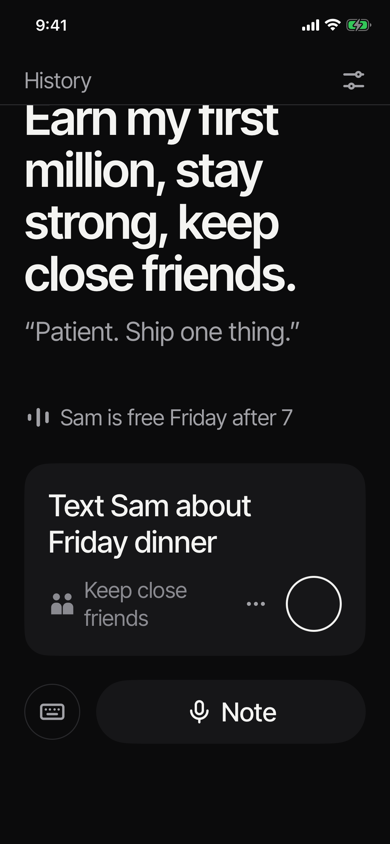 9:41
History
Earn my first
million, stay
strong, keep
close friends.
“Patient. Ship one thing.”
Sam is free Friday after 7
Text Sam about
Friday dinner
Keep close
friends
Note